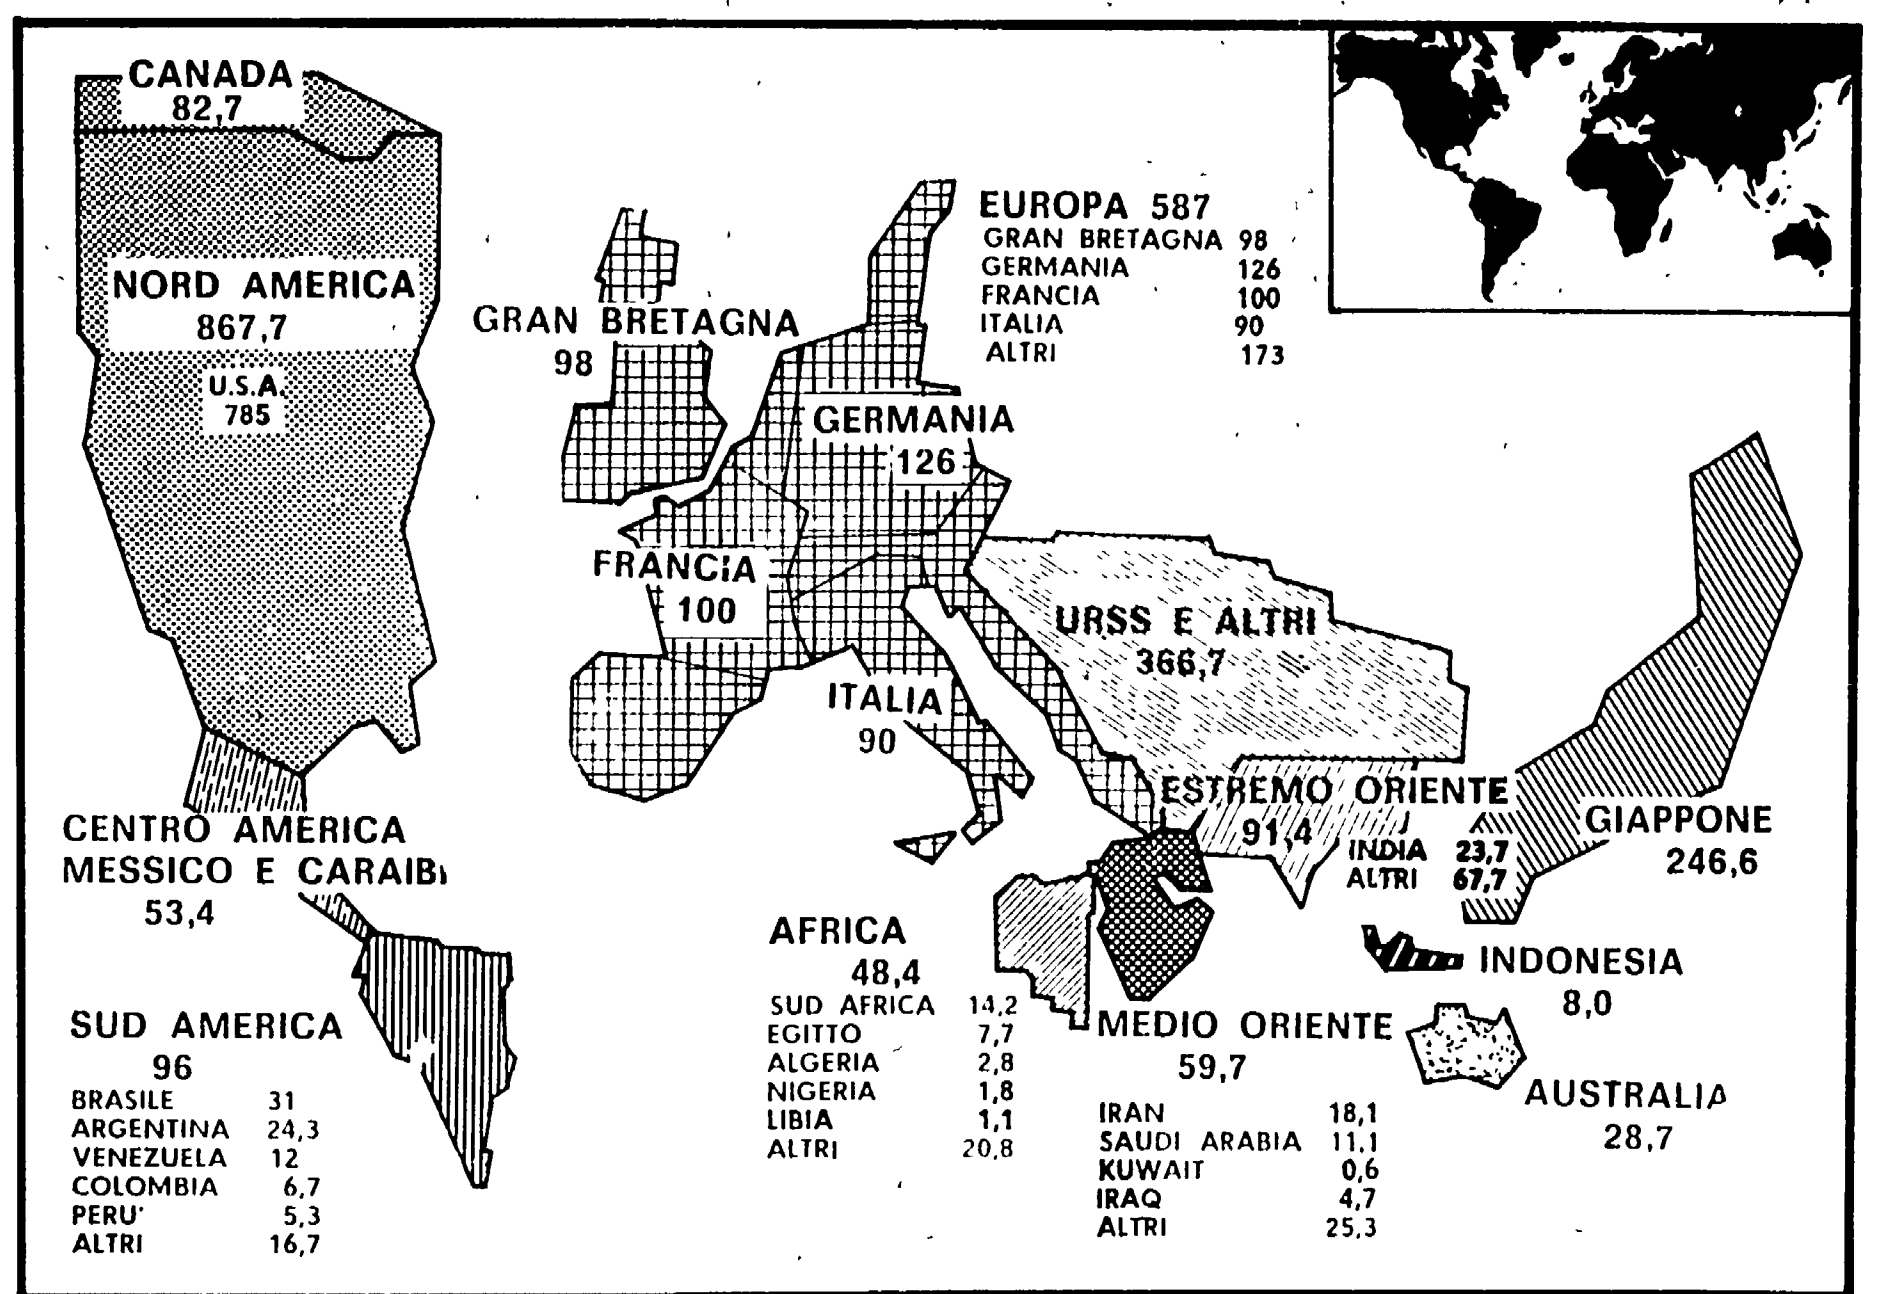 CANADA
82,7
NORD AMERICA
867,7
U.S.A.
785
CENTRO AMERICA
MESSICO E CARAIBI
53,4
SUD AMERICA
96
BRASILE 31
ARGENTINA 24,3
VENEZUELA 12
COLOMBIA 6,7
PERU' 5,3
ALTRI 16,7
EUROPA 587
GRAN BRETAGNA 98
GERMANIA 126
FRANCIA 100
ITALIA 90
ALTRI 173
GRAN BRETAGNA
98
GERMANIA
126
FRANCIA
100
ITALIA
90
URSS E ALTRI
366,7
ESTREMO ORIENTE
91,4
INDIA 23,7
ALTRI 67,7
GIAPPONE
246,6
AFRICA
48,4
SUD AFRICA 14,2
EGITTO 7,7
ALGERIA 2,8
NIGERIA 1,8
LIBIA 1,1
ALTRI 20,8
MEDIO ORIENTE
59,7
IRAN 18,1
SAUDI ARABIA 11,1
KUWAIT 0,6
IRAQ 4,7
ALTRI 25,3
INDONESIA
8,0
AUSTRALIA
28,7